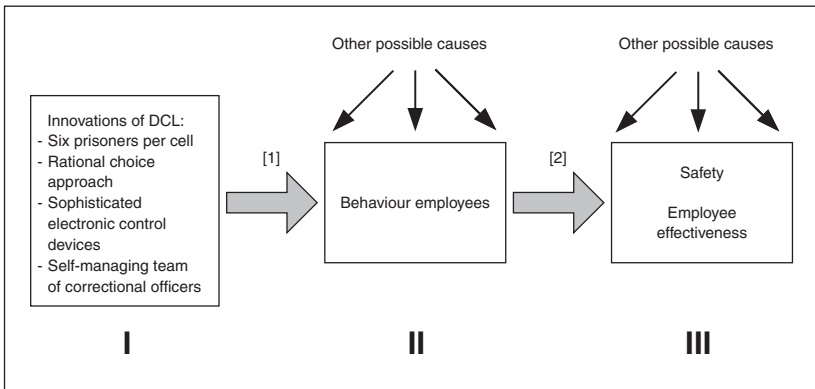 Other possible causes
Other possible causes
Innovations of DCL:
- Six prisoners per cell
- Rational choice
approach
- Sophisticated
electronic control
devices
- Self-managing team
of correctional officers
[1]
Behaviour employees
[2]
Safety
Employee
effectiveness
I
II
III